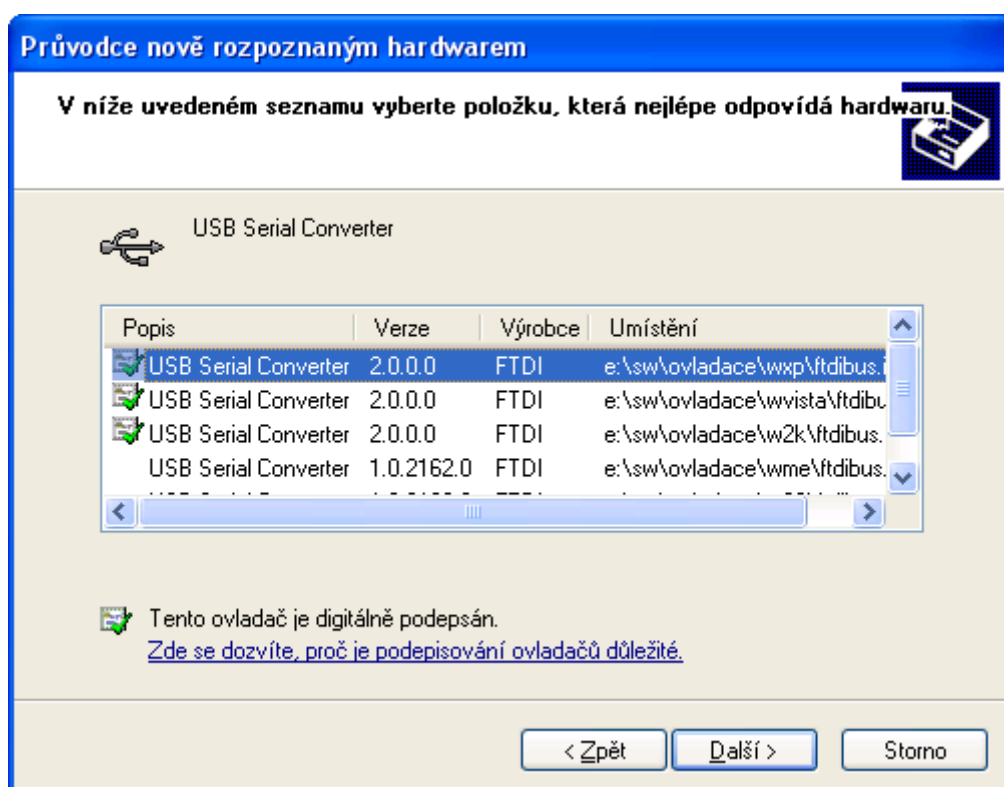 Průvodce nově rozpoznaným hardwarem
V níže uvedeném seznamu vyberte položku, která nejlépe odpovídá hardwaru.
USB Serial Converter
Popis Verze Výrobce Umístění
USB Serial Converter 2.0.0.0 FTDI e:\sw\ovladace\wxp\ftdibus.i
USB Serial Converter 2.0.0.0 FTDI e:\sw\ovladace\wvista\ftdibu
USB Serial Converter 2.0.0.0 FTDI e:\sw\ovladace\w2k\ftdibus.
USB Serial Converter 1.0.2162.0 FTDI e:\sw\ovladace\wme\ftdibus.
Tento ovladač je digitálně podepsán.
Zde se dozvíte, proč je podepisování ovladačů důležité.
< Zpět Další > Storno